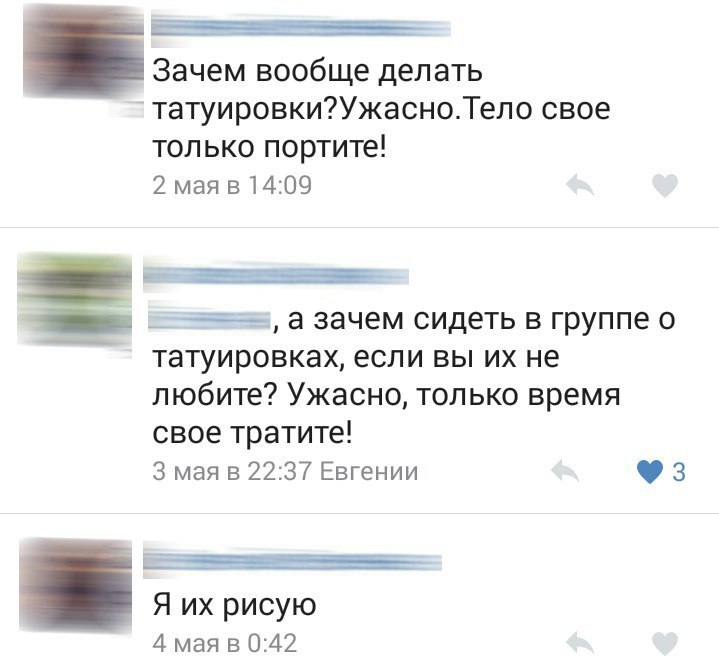 Зачем вообще делать
татуировки?Ужасно.Тело свое
только портите!
2 мая в 14:09
, а зачем сидеть в группе о
татуировках, если вы их не
любите? Ужасно, только время
свое тратите!
3 мая в 22:37 Евгении
3
Я их рисую
4 мая в 0:42